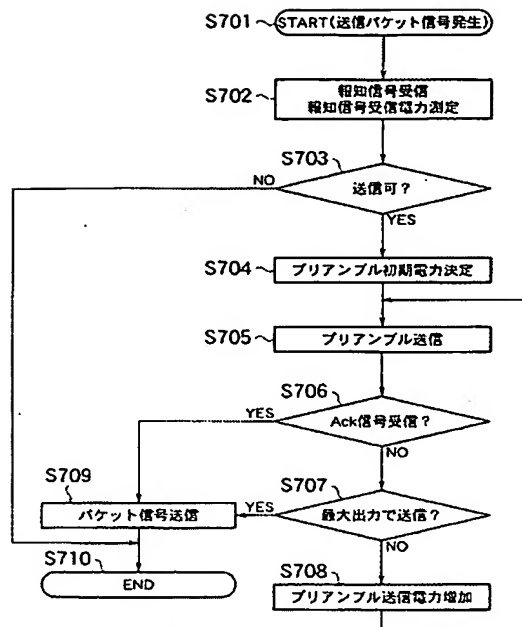 S701
START(送信パケット信号発生)
S702
報知信号受信
報知信号受信電力測定
S703
NO
送信可?
YES
S704
プリアンブル初期電力決定
S705
プリアンブル送信
S706
YES
Ack信号受信?
NO
S709
パケット信号送信
S707
YES
最大出力で送信?
NO
S710
END
S708
プリアンブル送信電力増加